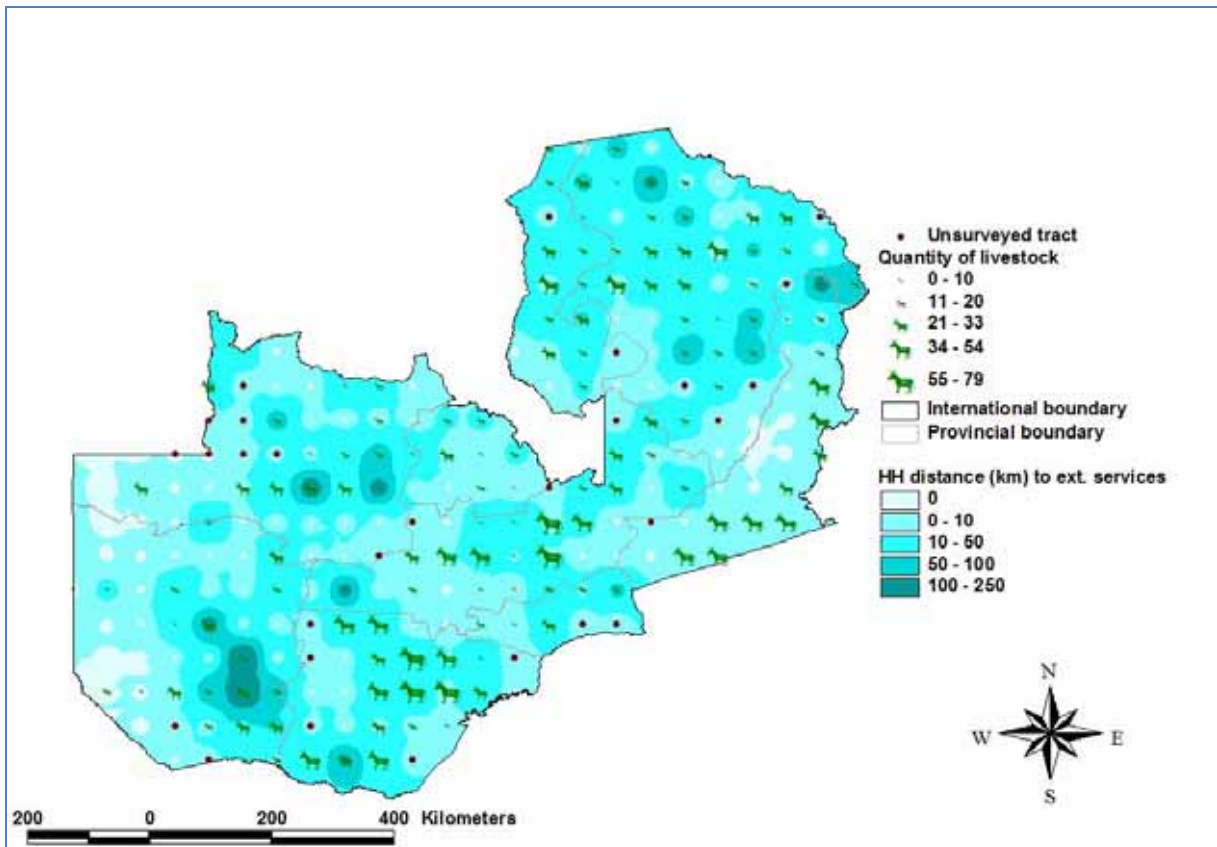 Unsurveyed tract
Quantity of livestock
0 - 10
11 - 20
21 - 33
34 - 54
55 - 79
International boundary
Provincial boundary
HH distance (km) to ext. services
0
0 - 10
10 - 50
50 - 100
100 - 250
N
W E
S
200 0 200 400 Kilometers